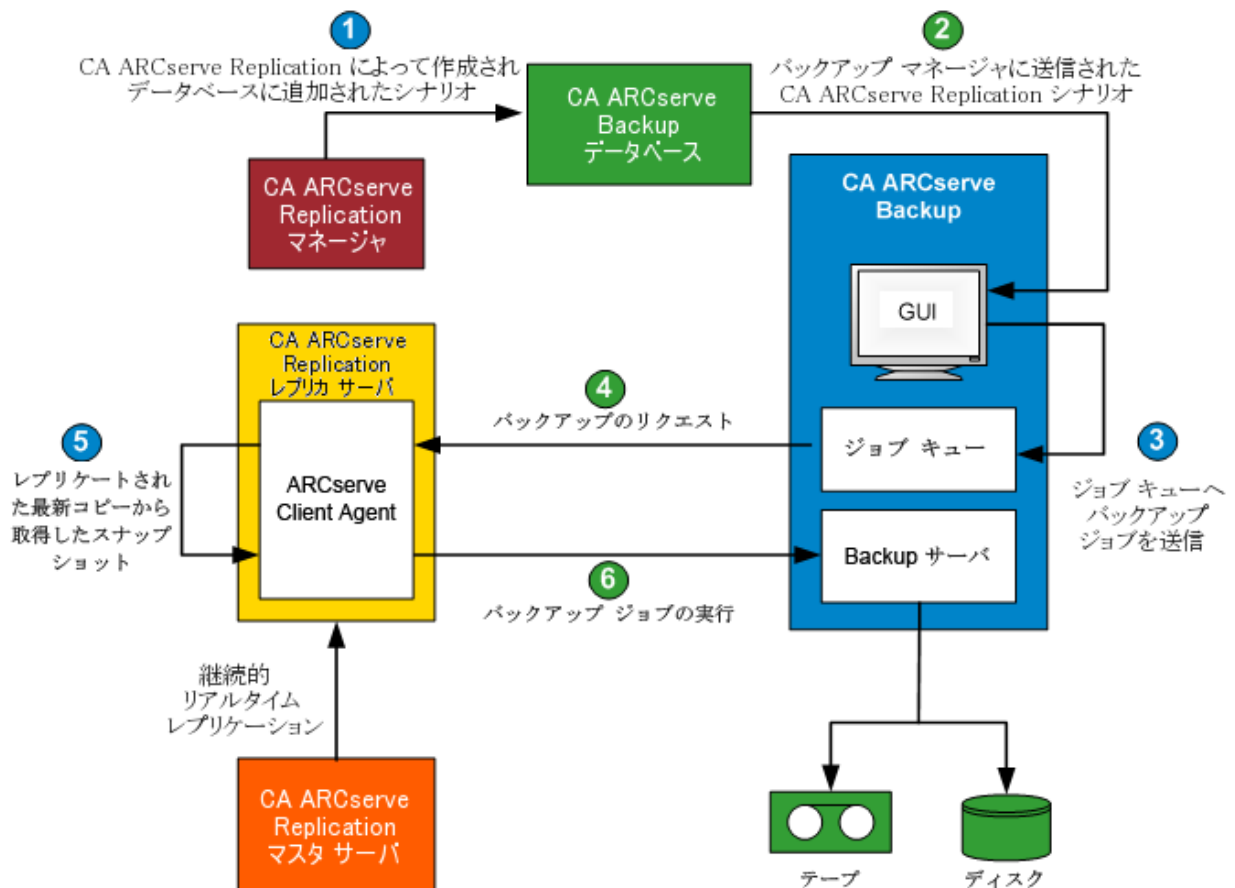 1
CA ARCserve Replication によって作成され
データベースに追加されたシナリオ
CA ARCserve
Backup
データベース
2
バックアップ マネージャに送信された
CA ARCserve Replication シナリオ
CA ARCserve
Replication
マネージャ
CA ARCserve
Backup
GUI
CA ARCserve
Replication
レプリカ サーバ
ARCserve
Client Agent
4
バックアップのリクエスト
ジョブ キュー
3
ジョブ キューへ
バックアップ
ジョブを送信
5
レプリケートされ
た最新コピーから
取得したスナップ
ショット
Backup サーバ
6
バックアップ ジョブの実行
継続的
リアルタイム
レプリケーション
CA ARCserve
Replication
マスタ サーバ
テープ
ディスク